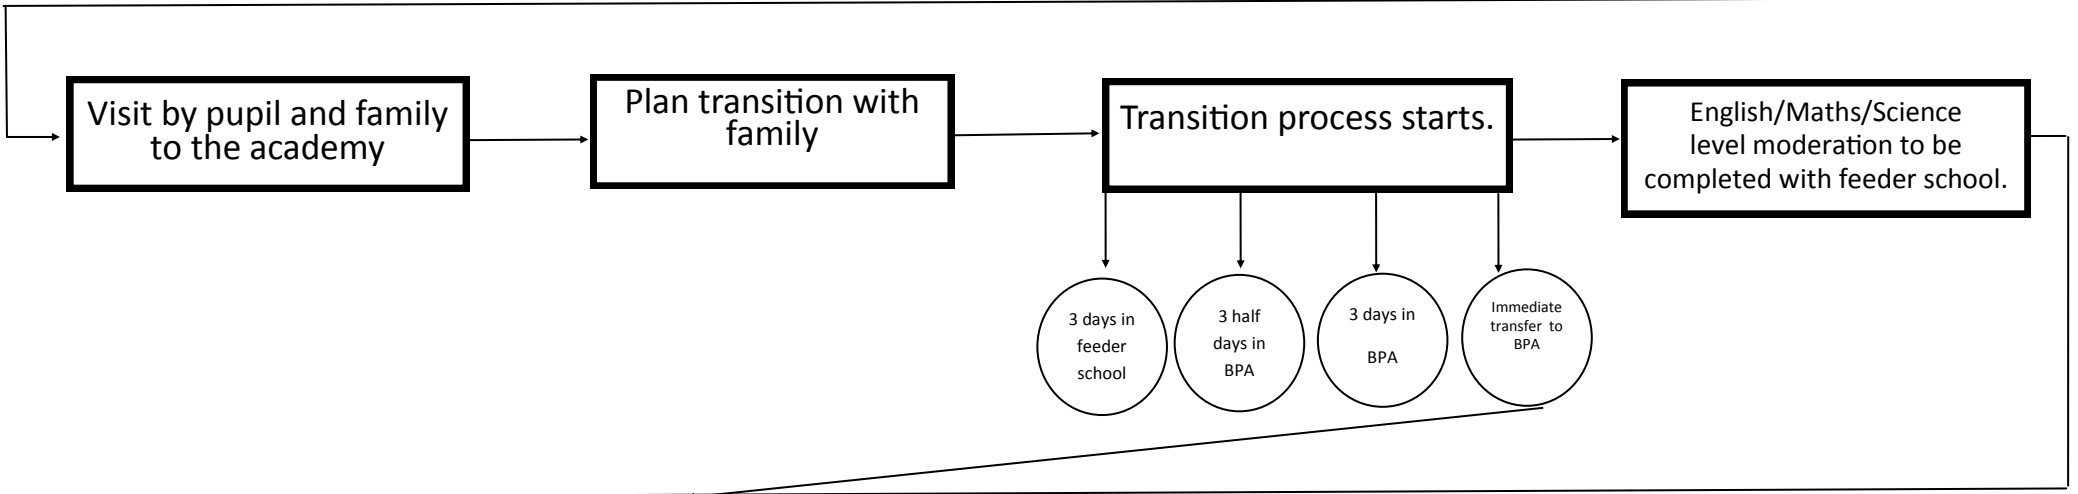 Visit by pupil and family
to the academy
Plan transition with
family
Transition process starts.
English/Maths/Science
level moderation to be
completed with feeder school.
3 days in
feeder
school
3 half
days in
BPA
3 days in
BPA
Immediate
transfer to
BPA